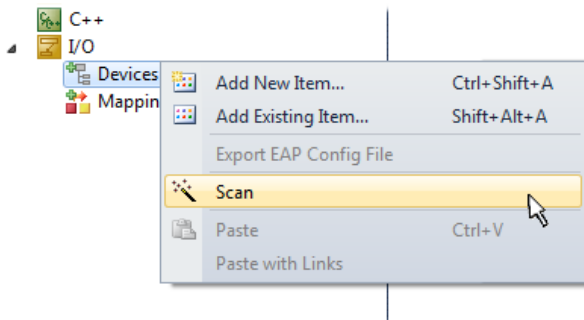 C++
I/O
Devices
Mappin
Add New Item... Ctrl+Shift+A
Add Existing Item... Shift+Alt+A
Export EAP Config File
Scan
Paste Ctrl+V
Paste with Links